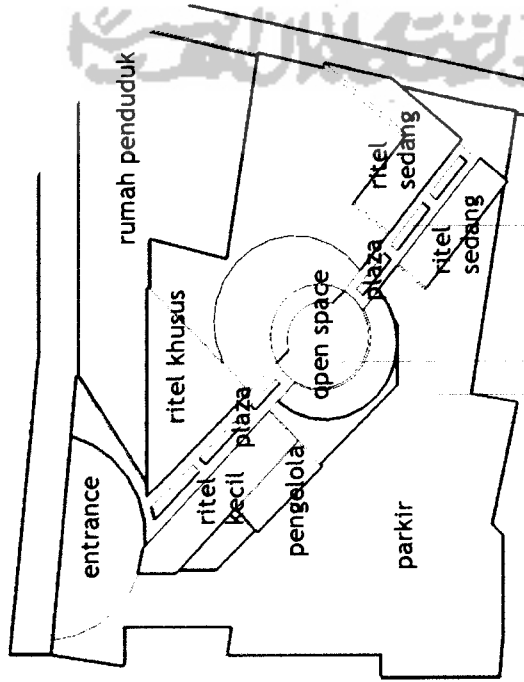 entrance
rumah penduduk
ritel khusus
ritel
kecil
plaza
pengelola
open space
plaza
ritel
sedang
parkir
ritel
sedang